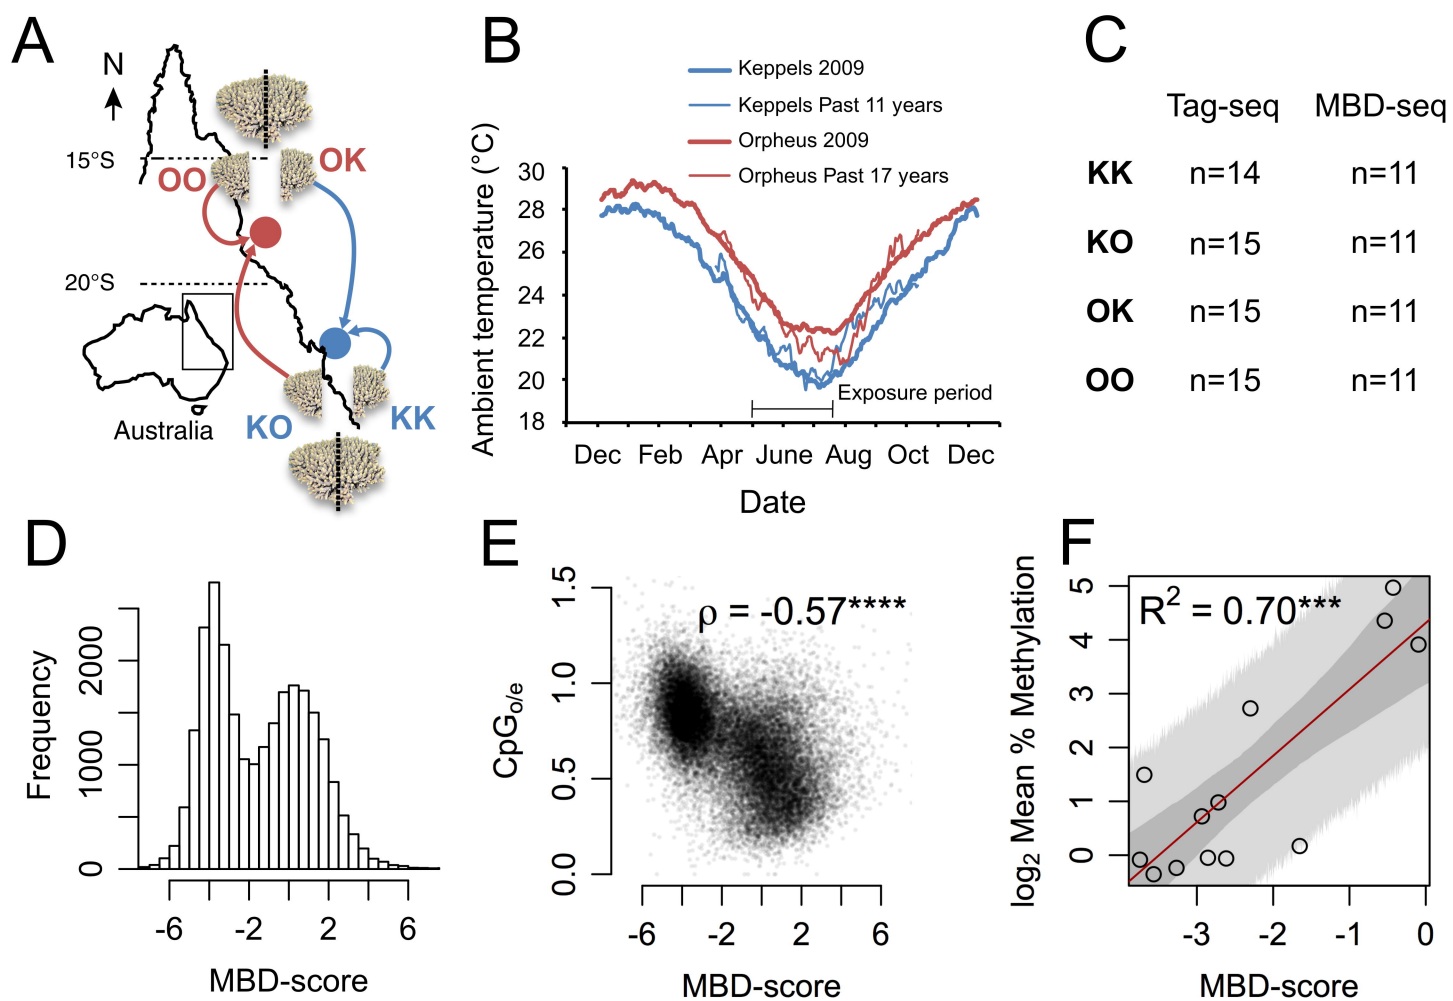 A
N
15°S
OO
OK
20°S
Australia
KO
KK
B
Keppels 2009
Keppels Past 11 years
Orpheus 2009
Orpheus Past 17 years
Ambient temperature (°C)
30
28
26
24
22
20
18
Exposure period
Dec Feb Apr June Aug Oct Dec
Date
C
Tag-seq MBD-seq
KK n=14 n=11
KO n=15 n=11
OK n=15 n=11
OO n=15 n=11
D
Frequency
2000
1000
0
-6 -2 2 6
MBD-score
E
ρ = -0.57****
CpGo/e
1.5
1.0
0.5
0.0
-6 -2 2 6
MBD-score
F
R² = 0.70***
log₂ Mean % Methylation
5
4
3
2
1
0
-3 -2 -1 0
MBD-score